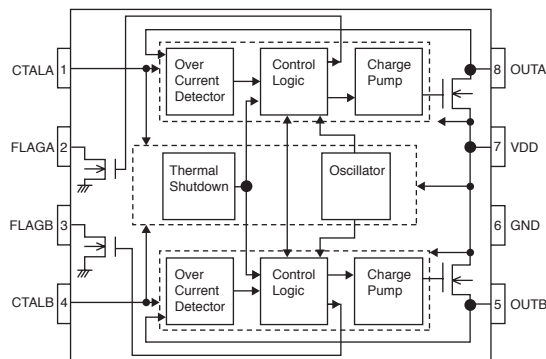 CTALA 1
Over
Current
Detector
Control
Logic
Charge
Pump
8 OUTA
FLAGA 2
7 VDD
Thermal
Shutdown
Oscillator
FLAGB 3
6 GND
CTALB 4
Over
Current
Detector
Control
Logic
Charge
Pump
5 OUTB